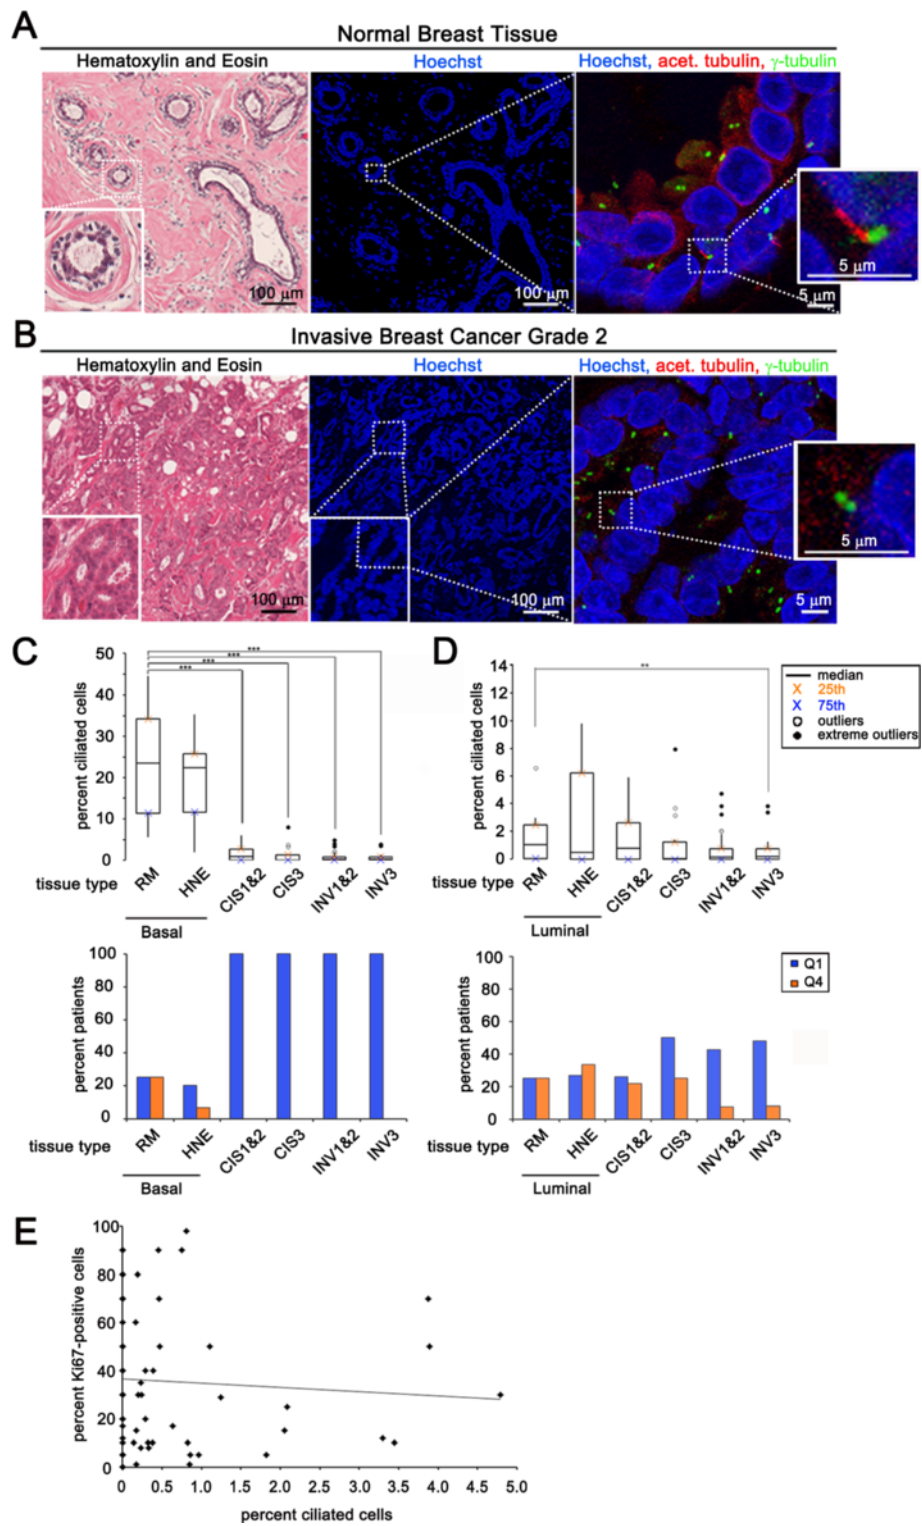 A
Normal Breast Tissue
Hematoxylin and Eosin
Hoechst
Hoechst, acet. tubulin, γ-tubulin
100 μm
100 μm
5 μm
5 μm
B
Invasive Breast Cancer Grade 2
Hematoxylin and Eosin
Hoechst
Hoechst, acet. tubulin, γ-tubulin
100 μm
100 μm
5 μm
5 μm
C
percent ciliated cells
50
40
30
20
10
0
***
***
***
***
tissue type
RM
HNE
CIS1&2
CIS3
INV1&2
INV3
Basal
D
percent ciliated cells
14
12
10
8
6
4
2
0
**
median
X 25th
X 75th
outliers
extreme outliers
tissue type
RM
HNE
CIS1&2
CIS3
INV1&2
INV3
Luminal
percent patients
100
80
60
40
20
0
tissue type
RM
HNE
CIS1&2
CIS3
INV1&2
INV3
Basal
percent patients
100
80
60
40
20
0
Q1
Q4
tissue type
RM
HNE
CIS1&2
CIS3
INV1&2
INV3
Luminal
E
percent Ki67-positive cells
100
80
60
40
20
0
0 0.5 1.0 1.5 2.0 2.5 3.0 3.5 4.0 4.5 5.0
percent ciliated cells